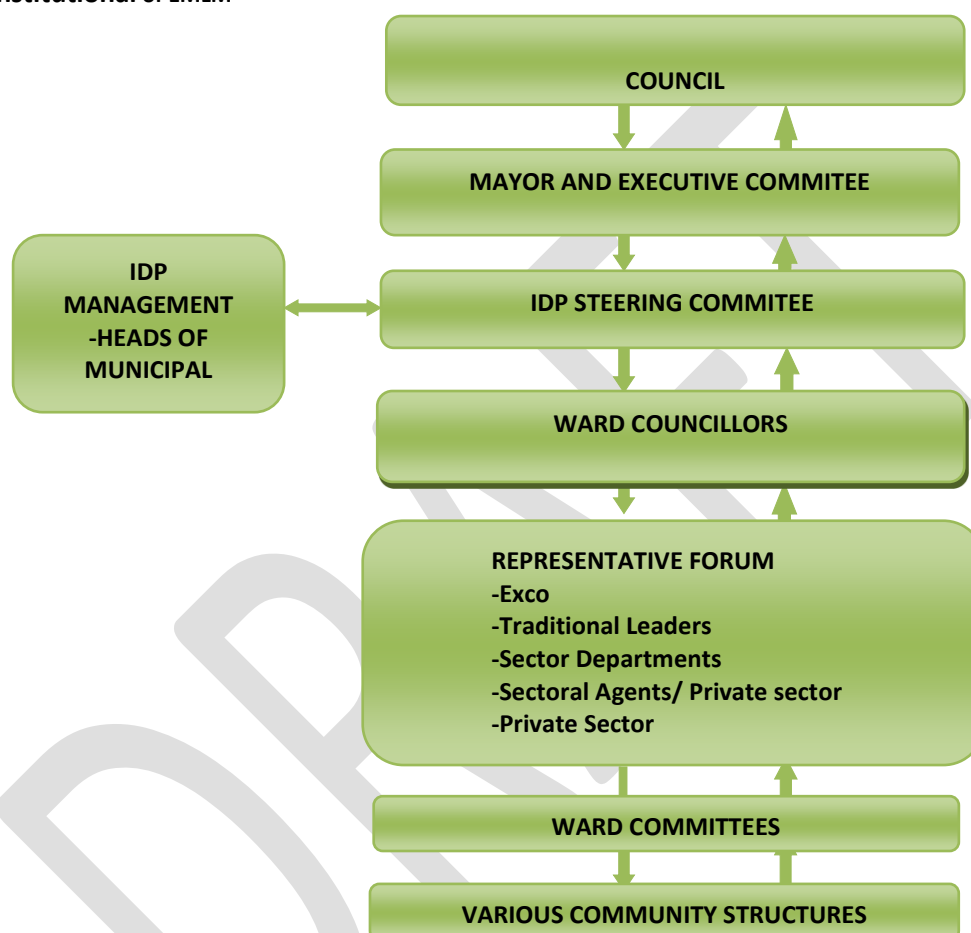 COUNCIL
MAYOR AND EXECUTIVE COMMITEE
IDP
MANAGEMENT
-HEADS OF
MUNICIPAL
IDP STEERING COMMITEE
WARD COUNCILLORS
REPRESENTATIVE FORUM
-Exco
-Traditional Leaders
-Sector Departments
-Sectoral Agents/ Private sector
-Private Sector
WARD COMMITTEES
VARIOUS COMMUNITY STRUCTURES
DRAFT